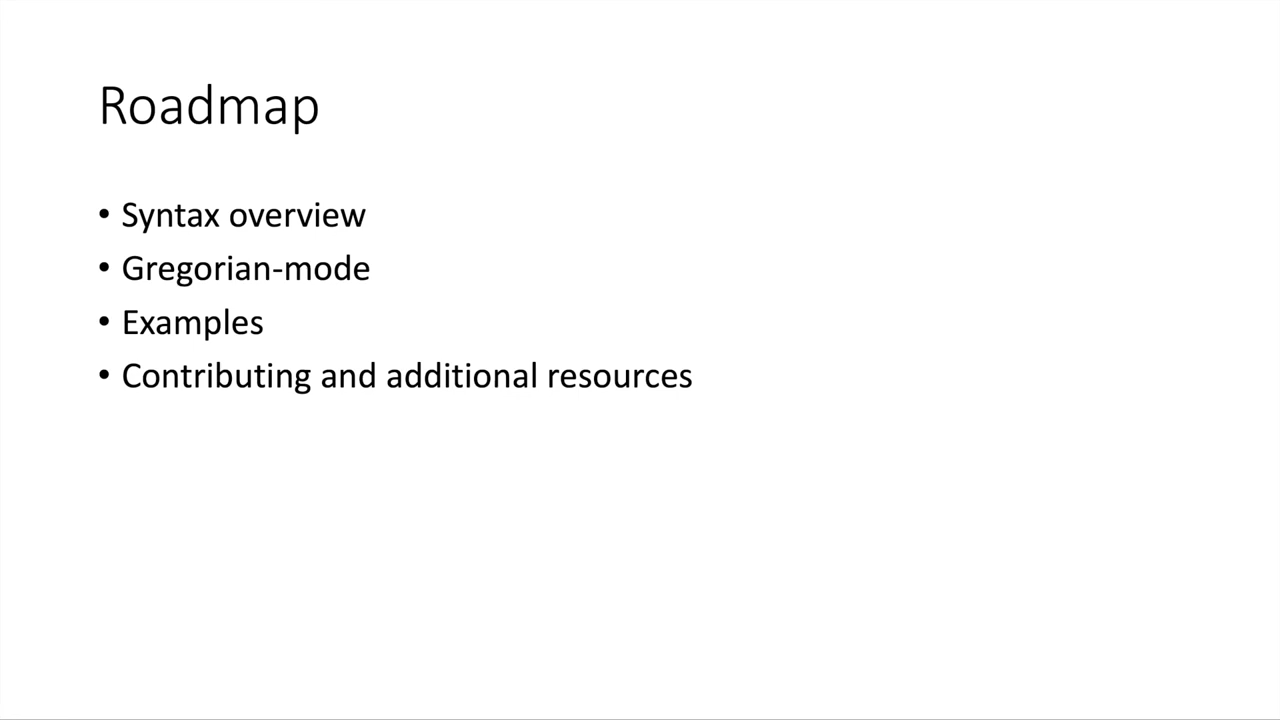 Roadmap
• Syntax overview
• Gregorian-mode
• Examples
• Contributing and additional resources